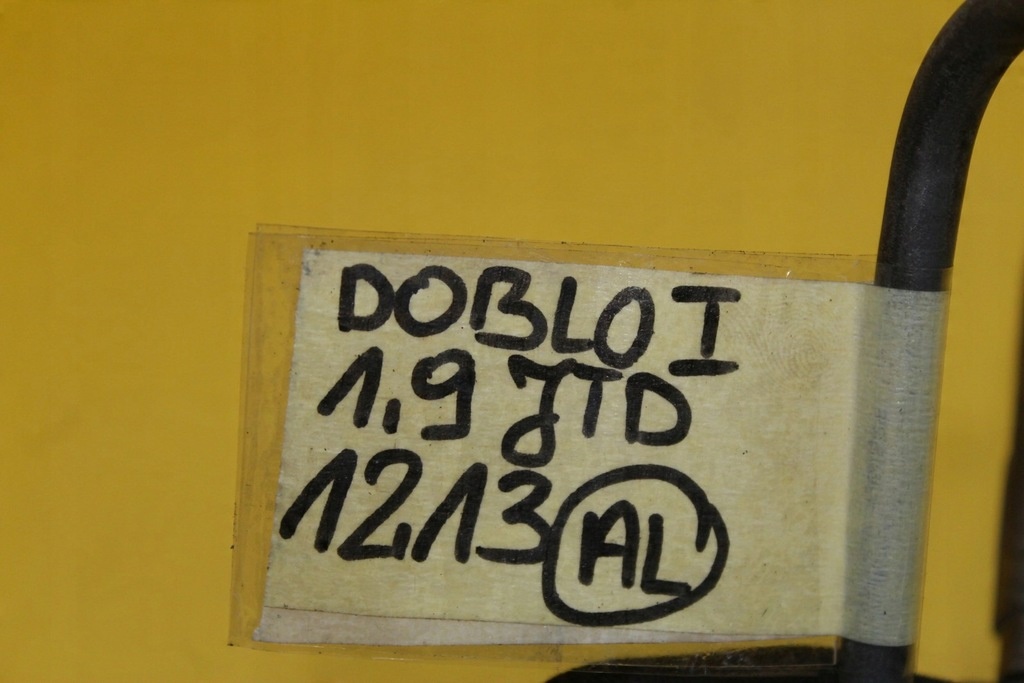 DOBLO I
1,9 JTD
1213 AL